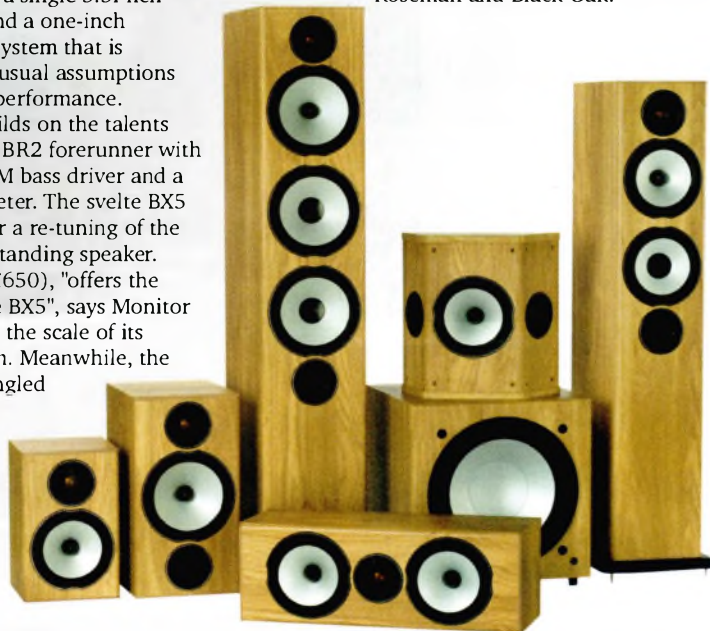 a single 5.5.
nd a one-inch
ystem that is
usual assumptions
performance.
ilds on the talents
BR2 forerunner with
M bass driver and a
eter. The svelte BX5
r a re-tuning of the
tanding speaker.
650), "offers the
e BX5", says Monitor
the scale of its
n. Meanwhile, the
ngled
and Black Oak.